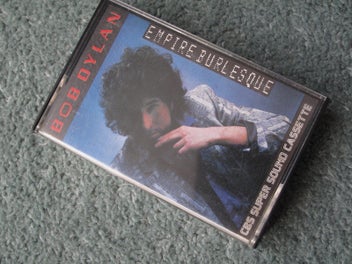 BOB DYLAN
EMPIRE BURLESQUE
CBS SUPER SOUND CASSETTE